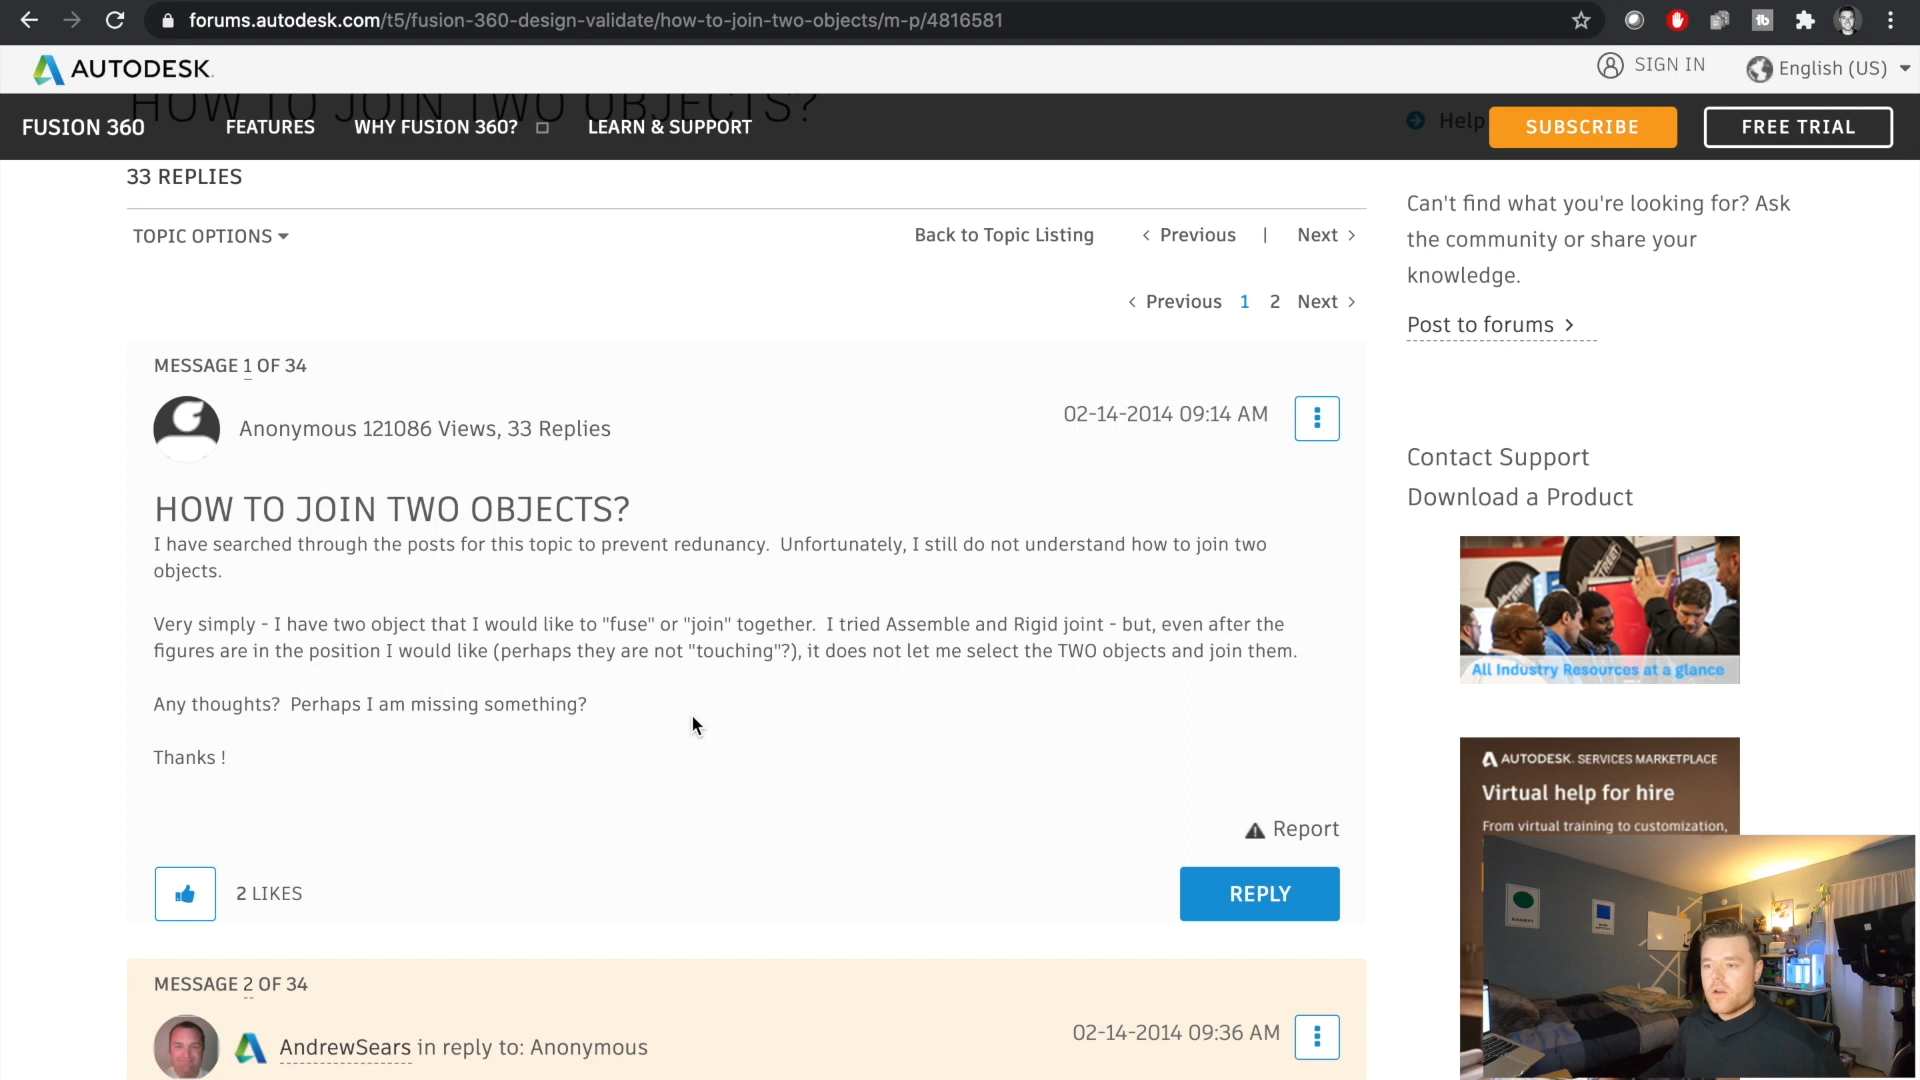 forums.autodesk.com/t5/fusion-360-design-validate/how-to-join-two-objects/m-p/4816581
AUTODESK.
SIGN IN
English (US)
HOW TO JOIN TWO OBJECTS?
FUSION 360
FEATURES
WHY FUSION 360?
LEARN & SUPPORT
Help
SUBSCRIBE
FREE TRIAL
33 REPLIES
TOPIC OPTIONS
Back to Topic Listing
< Previous | Next >
< Previous 1 2 Next >
MESSAGE 1 OF 34
Anonymous 121086 Views, 33 Replies
02-14-2014 09:14 AM
HOW TO JOIN TWO OBJECTS?
I have searched through the posts for this topic to prevent redunancy. Unfortunately, I still do not understand how to join two
objects.
Very simply - I have two object that I would like to "fuse" or "join" together. I tried Assemble and Rigid joint - but, even after the
figures are in the position I would like (perhaps they are not "touching"?), it does not let me select the TWO objects and join them.
Any thoughts? Perhaps I am missing something?
Thanks !
Report
2 LIKES
REPLY
MESSAGE 2 OF 34
AndrewSears in reply to: Anonymous
02-14-2014 09:36 AM
Can't find what you're looking for? Ask
the community or share your
knowledge.
Post to forums >
Contact Support
Download a Product
All Industry Resources at a glance
AUTODESK. SERVICES MARKETPLACE
Virtual help for hire
From virtual training to customization,